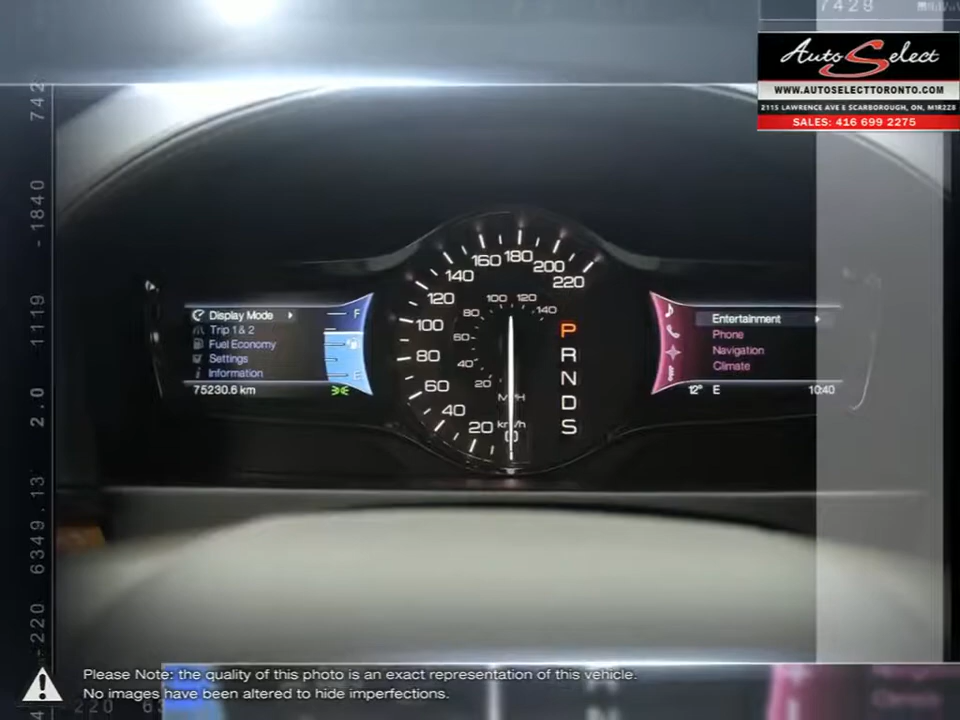 7428
AutoSelect
WWW.AUTOSELECTTORONTO.COM
2115 LAWRENCE AVE E SCARBOROUGH, ON, M1R2Z8
SALES: 416 699 2275
742
-1840
1119
2.0
6349.13
-220
160 180
140 200
120 220
100
80
60
40
20
0
100 120
80 140
60
40
20
MPH
km/h
P
R
N
D
S
Display Mode
Trip 1 & 2
Fuel Economy
Settings
Information
75230.6 km
F
E
Entertainment
Phone
Navigation
Climate
12° E 10:40
Please Note: the quality of this photo is an exact representation of this vehicle.
No images have been altered to hide imperfections.
220